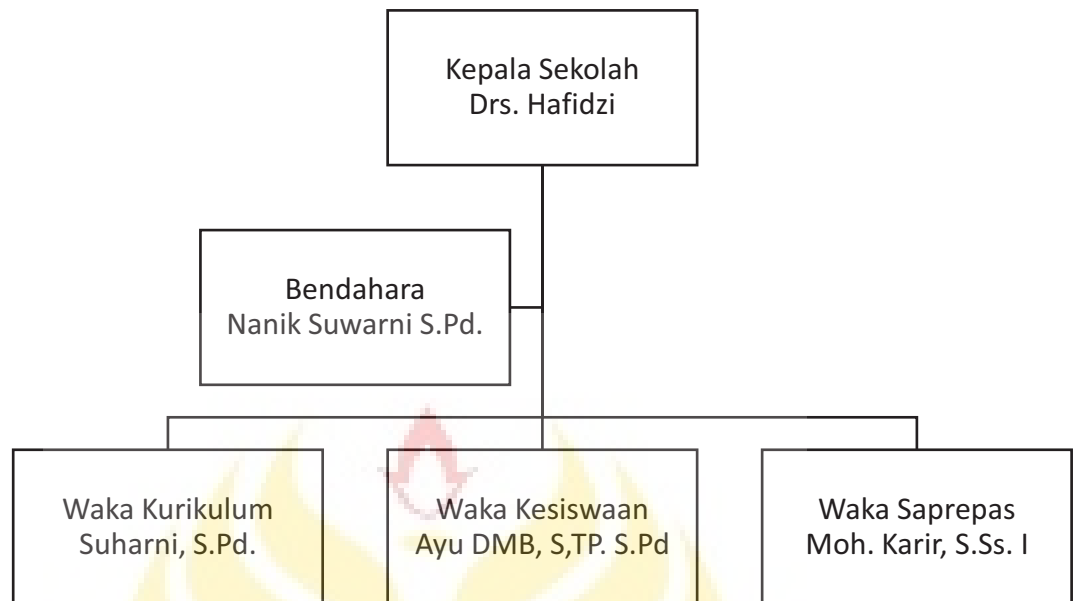 Kepala Sekolah
Drs. Hafidzi
Bendahara
Nanik Suwarni S.Pd.
Waka Kurikulum
Suharni, S.Pd.
Waka Kesiswaan
Ayu DMB, S,TP. S.Pd
Waka Saprepas
Moh. Karir, S.Ss. I